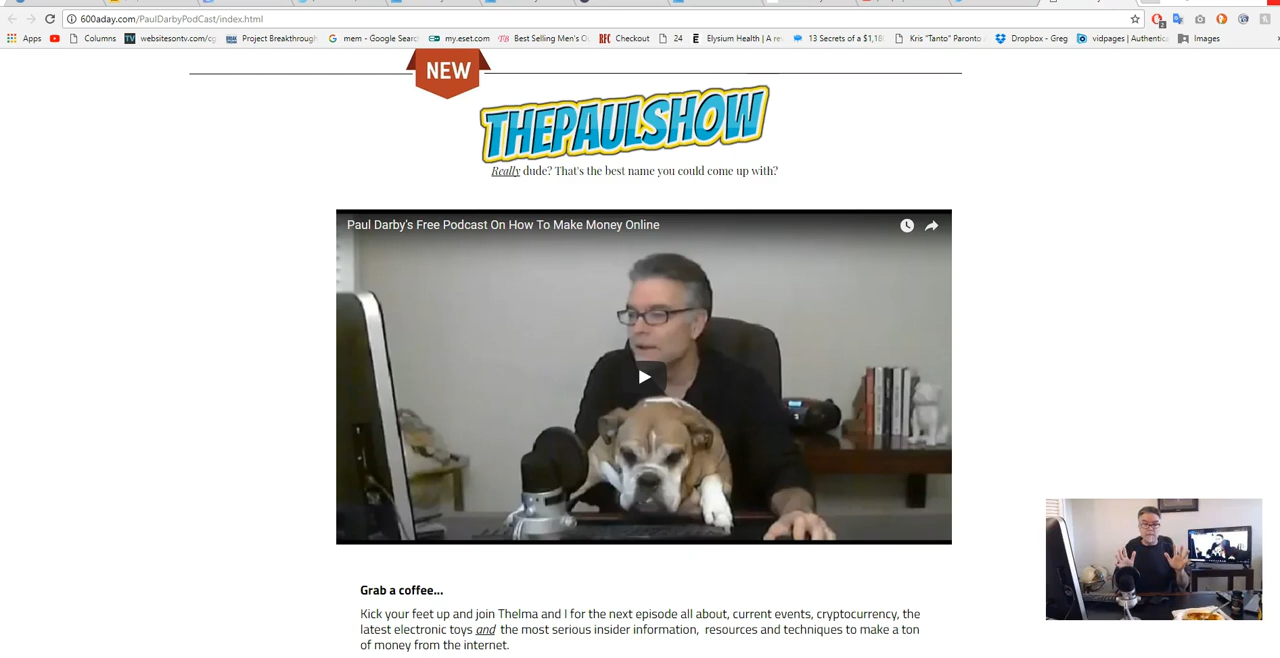 600aday.com/PaulDarbyPodCast/index.html
Apps
Columns
websitesontv.com/cg
Project Breakthrough
mem - Google Searc
my.eset.com
Best Selling Men's
Checkout
24
Elysium Health | A re
13 Secrets of a $1,1
Kris "Tanto" Paronto
Dropbox - Greg
vidpages | Authentic
Images
NEW
THEPAULSHOW
Really dude? That's the best name you could come up with?
Paul Darby's Free Podcast On How To Make Money Online
Grab a coffee...
Kick your feet up and join Thelma and I for the next episode all about, current events, cryptocurrency, the
latest electronic toys and the most serious insider information, resources and techniques to make a ton
of money from the internet.